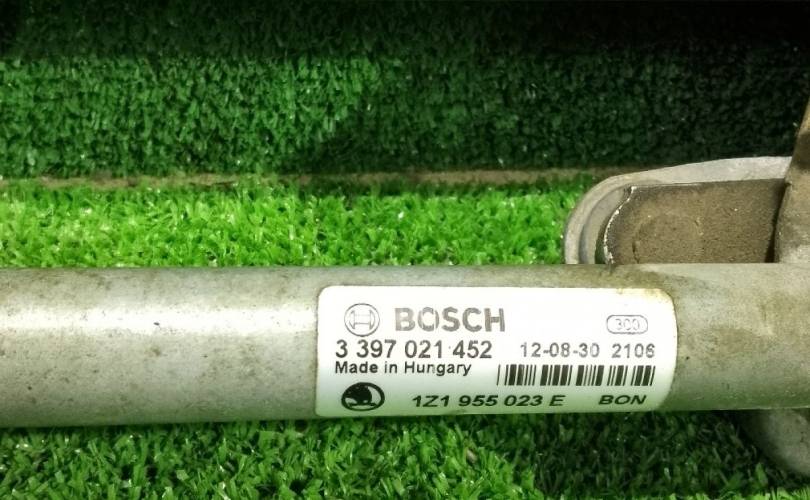 BOSCH 300
3 397 021 452 12-08-30 2106
Made in Hungary
1Z1 955 023 E BON